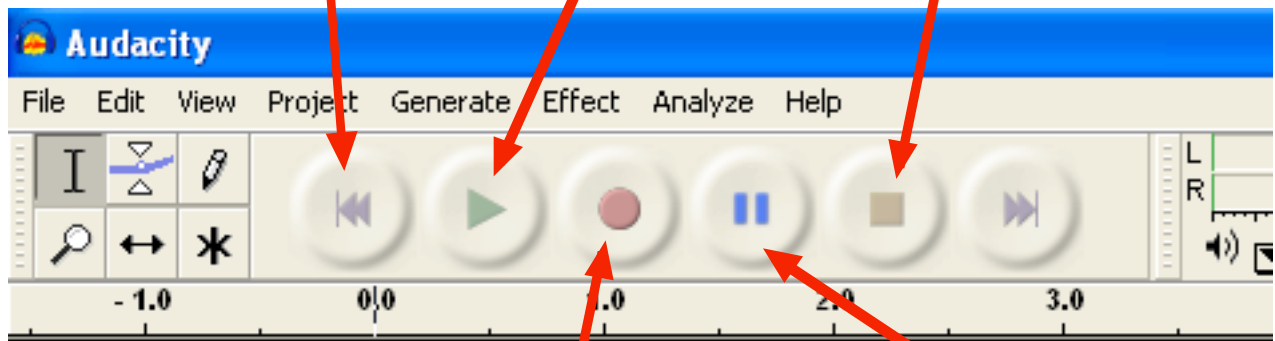 Audacity
File Edit View Project Generate Effect Analyze Help
L
R
- 1.0 0.0 1.0 2.0 3.0